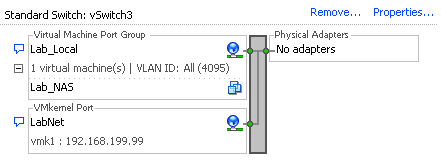 Standard Switch: vSwitch3 Remove... Properties...
Virtual Machine Port Group Physical Adapters
Lab_Local No adapters
1 virtual machine(s) | VLAN ID: All (4095)
Lab_NAS
VMkernel Port
LabNet
vmk1 : 192.168.199.99